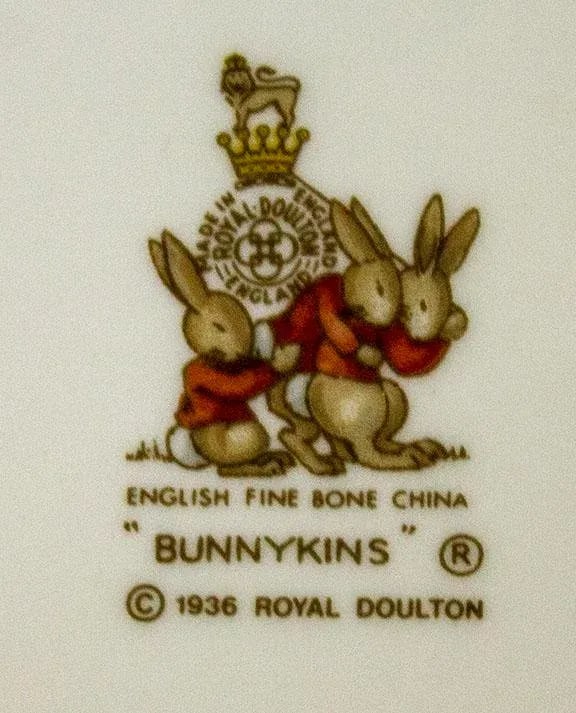 MADE IN ENGLAND
ROYAL·DOULTON
ENGLAND
ENGLISH FINE BONE CHINA
"BUNNYKINS" ®
© 1936 ROYAL DOULTON